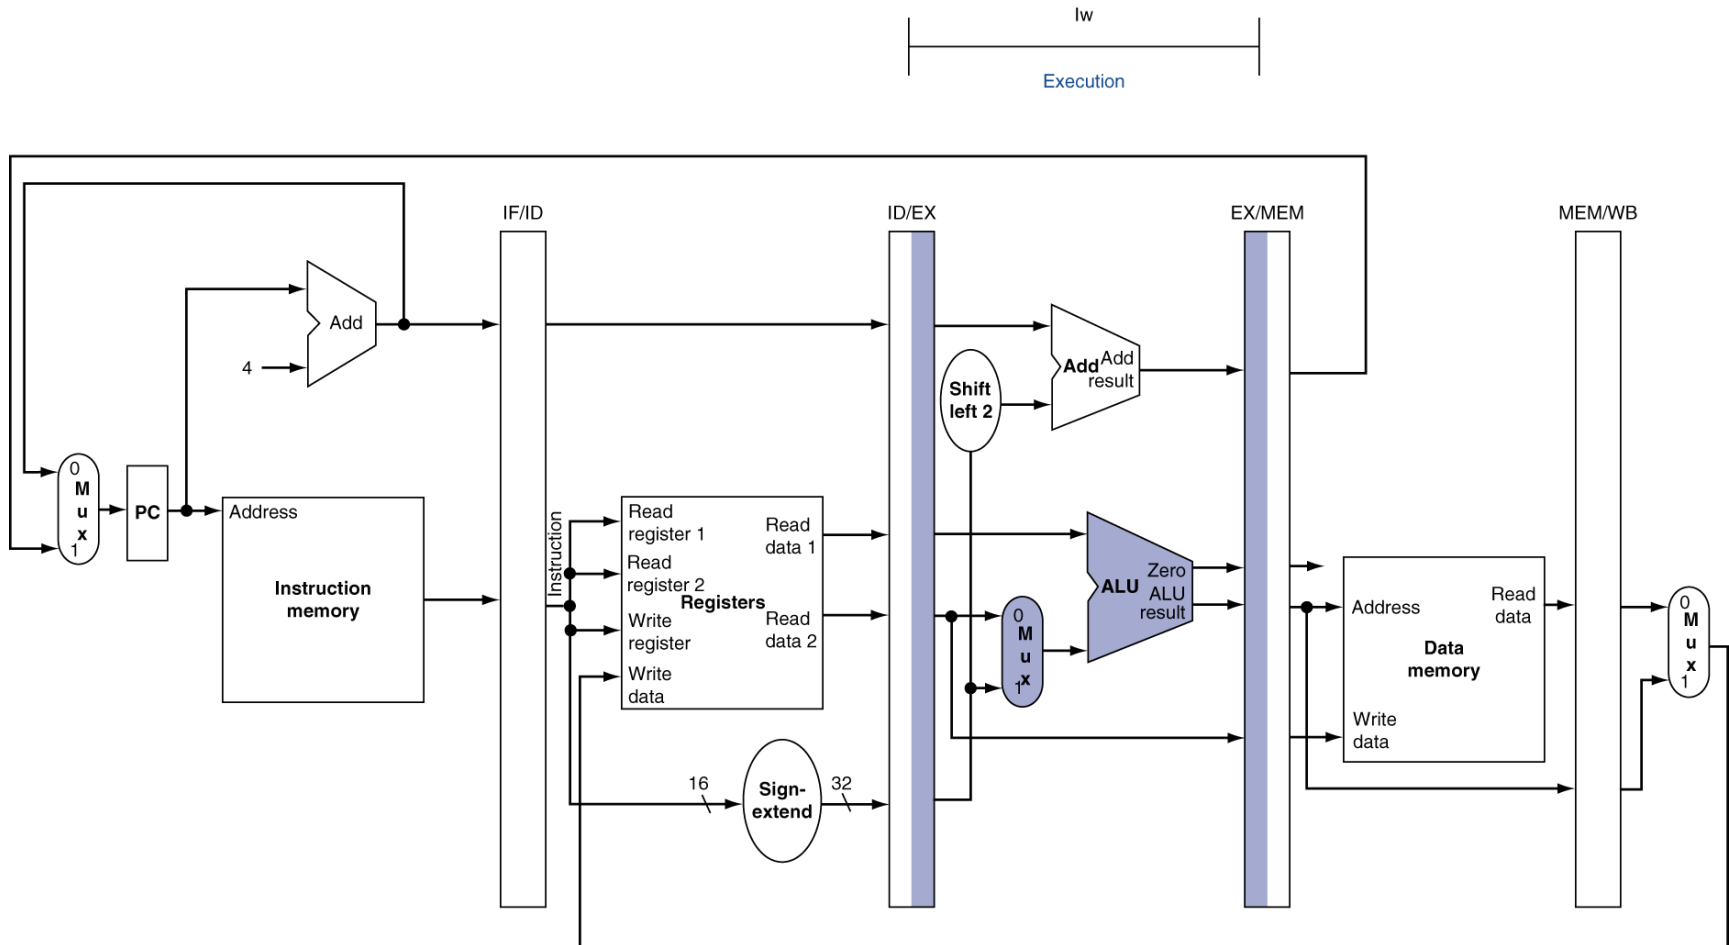 lw
Execution
IF/ID
ID/EX
EX/MEM
MEM/WB
Add
4
Add
Add
result
Shift
left 2
0
M
u
x
1
PC
Address
Instruction
memory
Instruction
Read
register 1
Read
register 2
Write
register
Write
data
Registers
Read
data 1
Read
data 2
16
Sign-
extend
32
0
M
u
x
1
ALU
Zero
ALU
result
Address
Read
data
Data
memory
Write
data
0
M
u
x
1